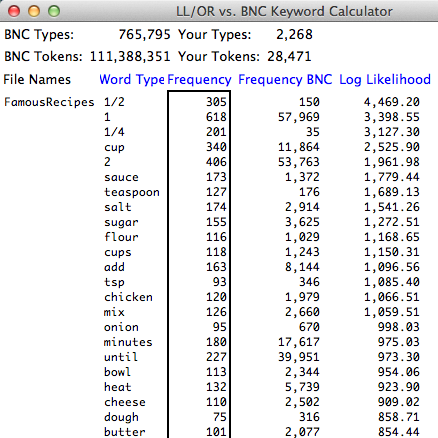 LL/OR vs. BNC Keyword Calculator
BNC Types: 765,795 Your Types: 2,268
BNC Tokens: 111,388,351 Your Tokens: 28,471
File Names Word Type Frequency Frequency BNC Log Likelihood
FamousRecipes 1/2 305 150 4,469.20
1 618 57,969 3,398.55
1/4 201 35 3,127.30
cup 340 11,864 2,525.90
2 406 53,763 1,961.98
sauce 173 1,372 1,779.44
teaspoon 127 176 1,689.13
salt 174 2,914 1,541.26
sugar 155 3,625 1,272.51
flour 116 1,029 1,168.65
cups 118 1,243 1,150.31
add 163 8,144 1,096.56
tsp 93 346 1,085.40
chicken 120 1,979 1,066.51
mix 126 2,660 1,059.51
onion 95 670 998.03
minutes 180 17,617 975.03
until 227 39,951 973.30
bowl 113 2,344 954.06
heat 132 5,739 923.90
cheese 110 2,502 909.02
dough 75 316 858.71
butter 101 2,077 854.44